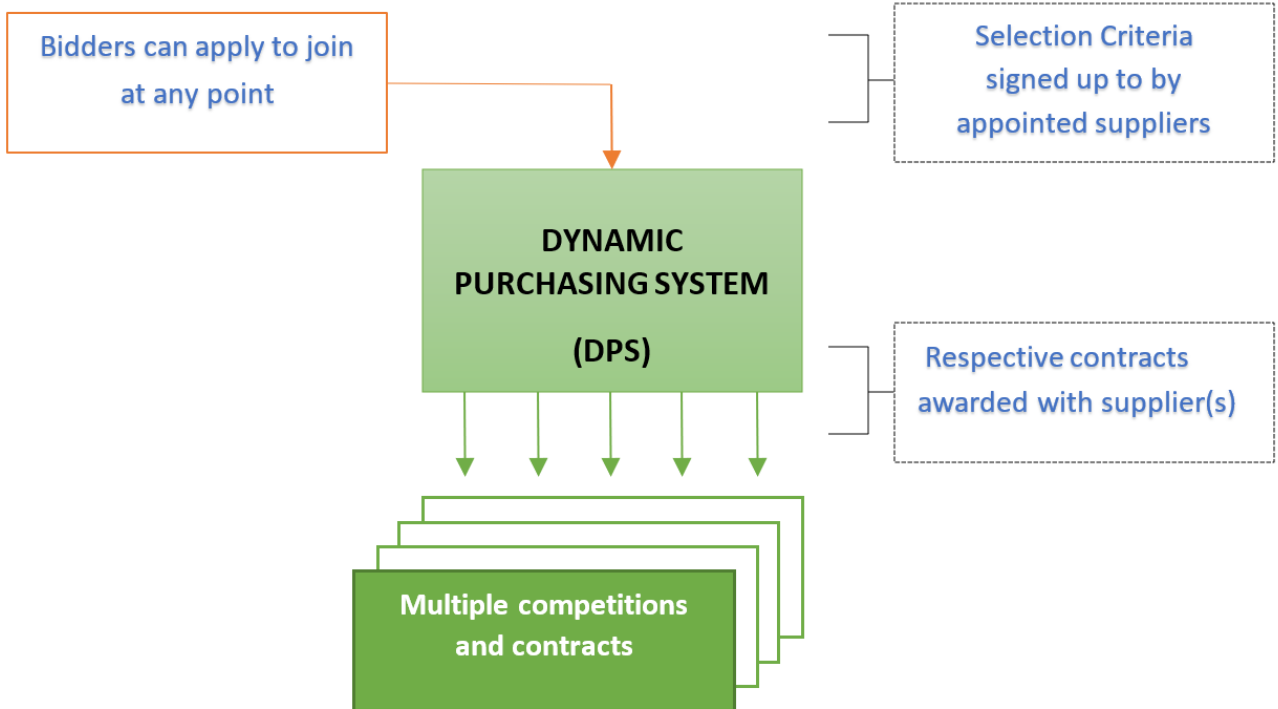 Bidders can apply to join
at any point
Selection Criteria
signed up to by
appointed suppliers
DYNAMIC
PURCHASING SYSTEM
(DPS)
Respective contracts
awarded with supplier(s)
Multiple competitions
and contracts